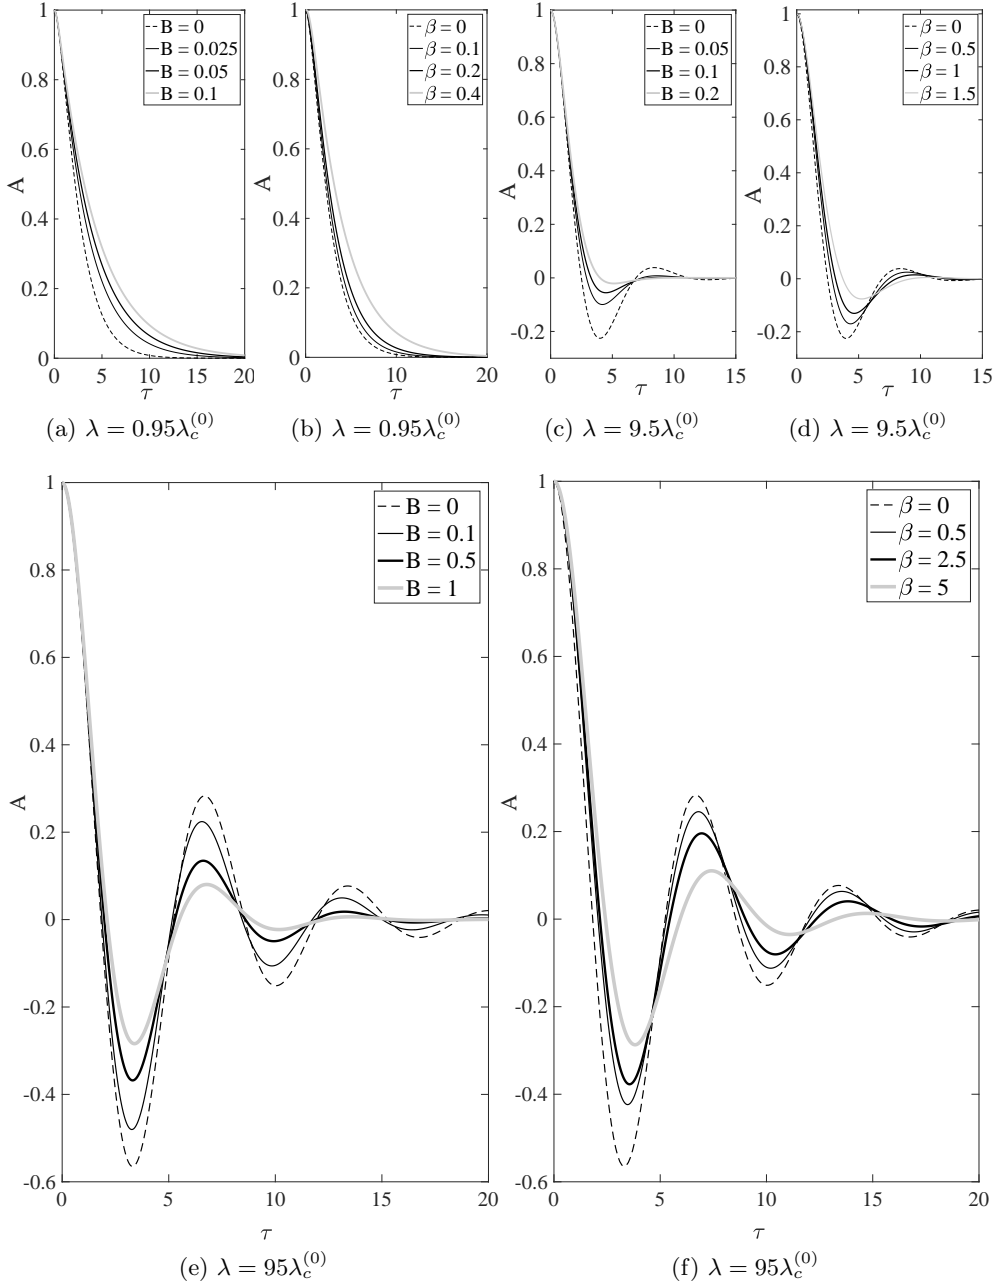 1
0.8
0.6
0.4
0.2
0
A
0
5
10
15
20
τ
B = 0
B = 0.025
B = 0.05
B = 0.1
(a) λ = 0.95λ_c^{(0)}
1
0.8
0.6
0.4
0.2
0
A
0
5
10
15
20
τ
β = 0
β = 0.1
β = 0.2
β = 0.4
(b) λ = 0.95λ_c^{(0)}
1
0.8
0.6
0.4
0.2
0
-0.2
A
0
5
10
15
τ
B = 0
B = 0.05
B = 0.1
B = 0.2
(c) λ = 9.5λ_c^{(0)}
1
0.8
0.6
0.4
0.2
0
-0.2
A
0
5
10
15
τ
β = 0
β = 0.5
β = 1
β = 1.5
(d) λ = 9.5λ_c^{(0)}
1
0.8
0.6
0.4
0.2
0
-0.2
-0.4
-0.6
A
0
5
10
15
20
τ
B = 0
B = 0.1
B = 0.5
B = 1
(e) λ = 95λ_c^{(0)}
1
0.8
0.6
0.4
0.2
0
-0.2
-0.4
-0.6
A
0
5
10
15
20
τ
β = 0
β = 0.5
β = 2.5
β = 5
(f) λ = 95λ_c^{(0)}